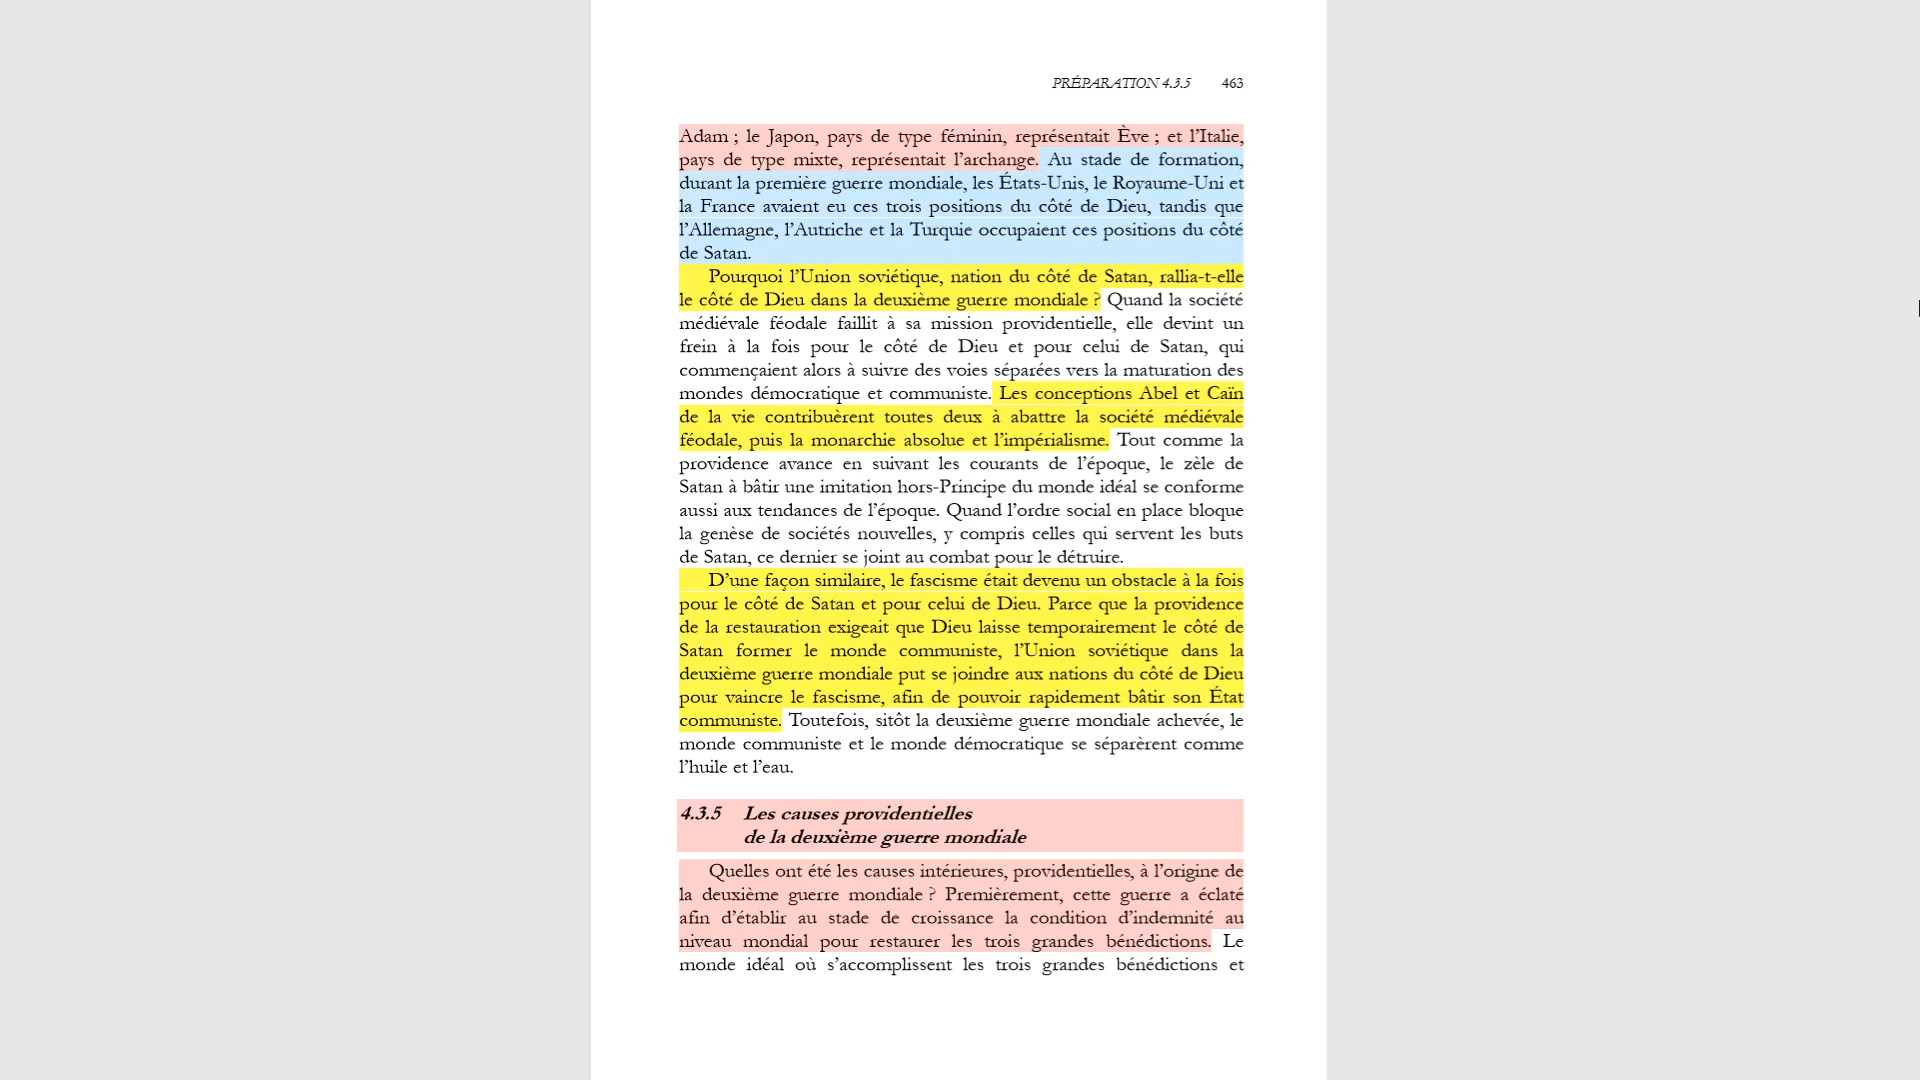 PRÉPARATION 4.3.5 463
Adam ; le Japon, pays de type féminin, représentait Ève ; et l’Italie,
pays de type mixte, représentait l’archange. Au stade de formation,
durant la première guerre mondiale, les États-Unis, le Royaume-Uni et
la France avaient eu ces trois positions du côté de Dieu, tandis que
l’Allemagne, l’Autriche et la Turquie occupaient ces positions du côté
de Satan.
Pourquoi l’Union soviétique, nation du côté de Satan, rallia-t-elle
le côté de Dieu dans la deuxième guerre mondiale ? Quand la société
médiévale féodale faillit à sa mission providentielle, elle devint un
frein à la fois pour le côté de Dieu et pour celui de Satan, qui
commençaient alors à suivre des voies séparées vers la maturation des
mondes démocratique et communiste. Les conceptions Abel et Caïn
de la vie contribuèrent toutes deux à abattre la société médiévale
féodale, puis la monarchie absolue et l’impérialisme. Tout comme la
providence avance en suivant les courants de l’époque, le zèle de
Satan à bâtir une imitation hors-Principe du monde idéal se conforme
aussi aux tendances de l’époque. Quand l’ordre social en place bloque
la genèse de sociétés nouvelles, y compris celles qui servent les buts
de Satan, ce dernier se joint au combat pour le détruire.
D’une façon similaire, le fascisme était devenu un obstacle à la fois
pour le côté de Satan et pour celui de Dieu. Parce que la providence
de la restauration exigeait que Dieu laisse temporairement le côté de
Satan former le monde communiste, l’Union soviétique dans la
deuxième guerre mondiale put se joindre aux nations du côté de Dieu
pour vaincre le fascisme, afin de pouvoir rapidement bâtir son État
communiste. Toutefois, sitôt la deuxième guerre mondiale achevée, le
monde communiste et le monde démocratique se séparèrent comme
l’huile et l’eau.
4.3.5 Les causes providentielles
de la deuxième guerre mondiale
Quelles ont été les causes intérieures, providentielles, à l’origine de
la deuxième guerre mondiale ? Premièrement, cette guerre a éclaté
afin d’établir au stade de croissance la condition d’indemnité au
niveau mondial pour restaurer les trois grandes bénédictions. Le
monde idéal où s’accomplissent les trois grandes bénédictions et